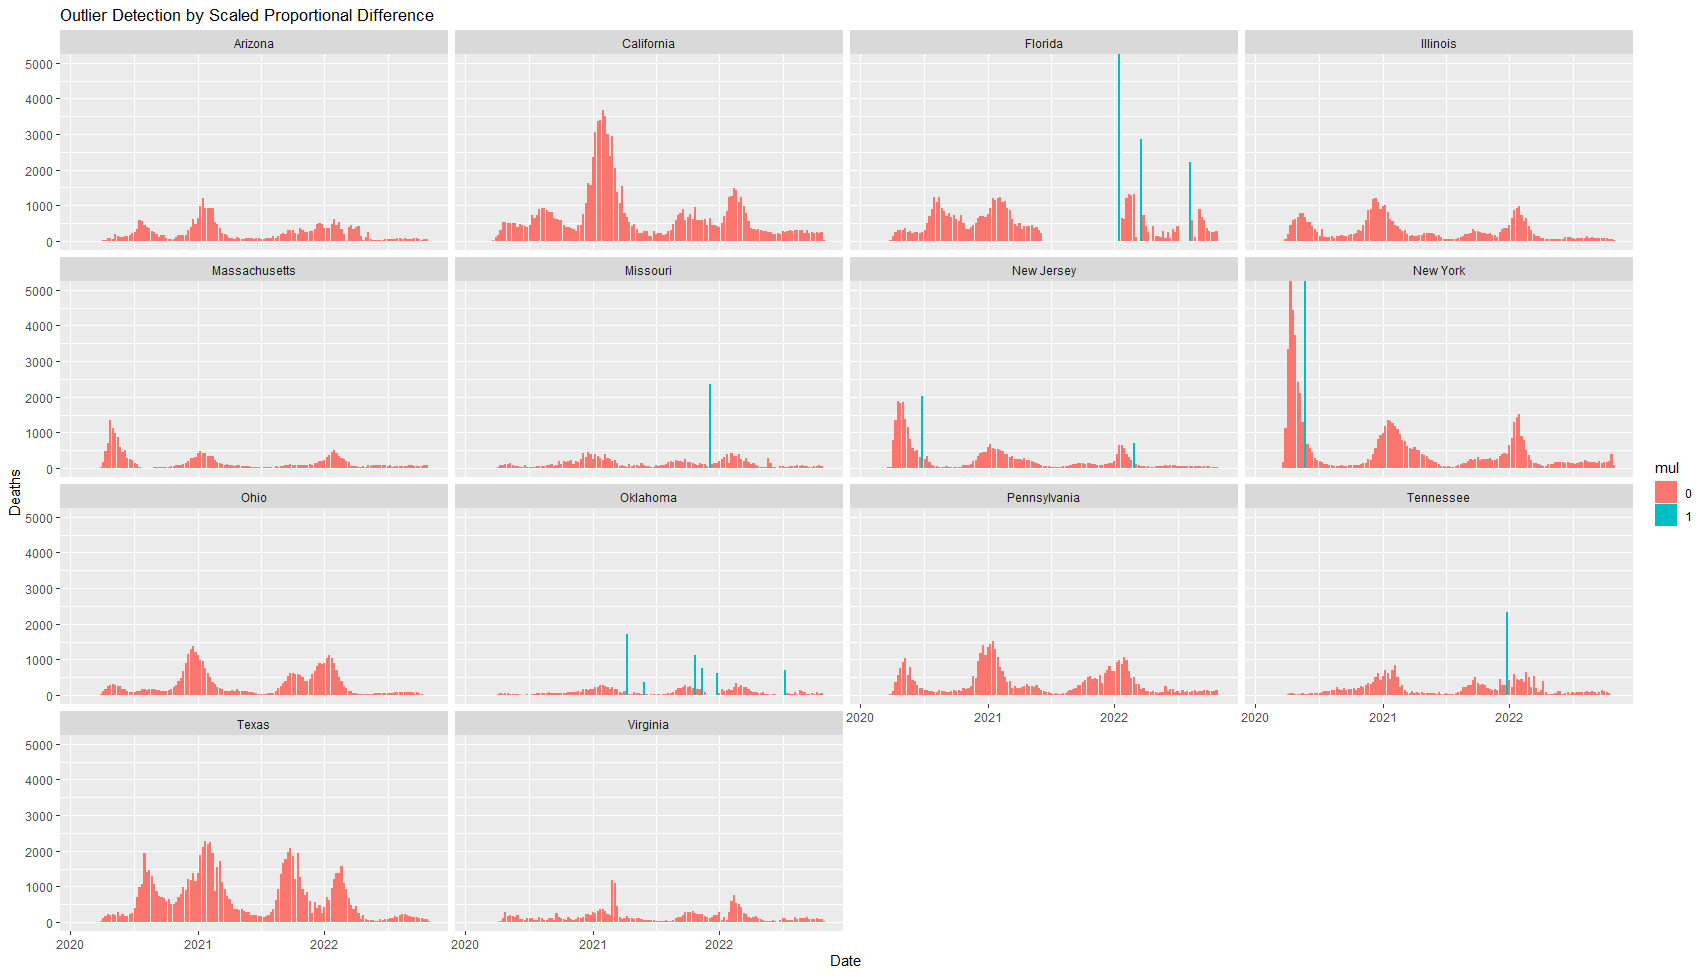 Outlier Detection by Scaled Proportional Difference
Arizona
California
Florida
Illinois
5000
4000
3000
2000
1000
0
Massachusetts
Missouri
New Jersey
New York
5000
4000
3000
2000
1000
0
Deaths
mul
0
1
Ohio
Oklahoma
Pennsylvania
Tennessee
5000
4000
3000
2000
1000
0
2020
2021
2022
2020
2021
2022
Texas
Virginia
5000
4000
3000
2000
1000
0
2020
2021
2022
2020
2021
2022
Date